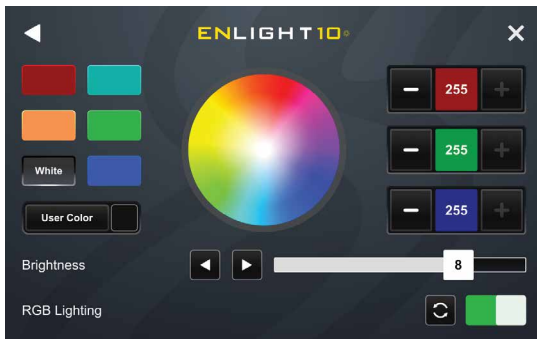 ENLIGHT10
255
255
White
User Color
255
Brightness
8
RGB Lighting